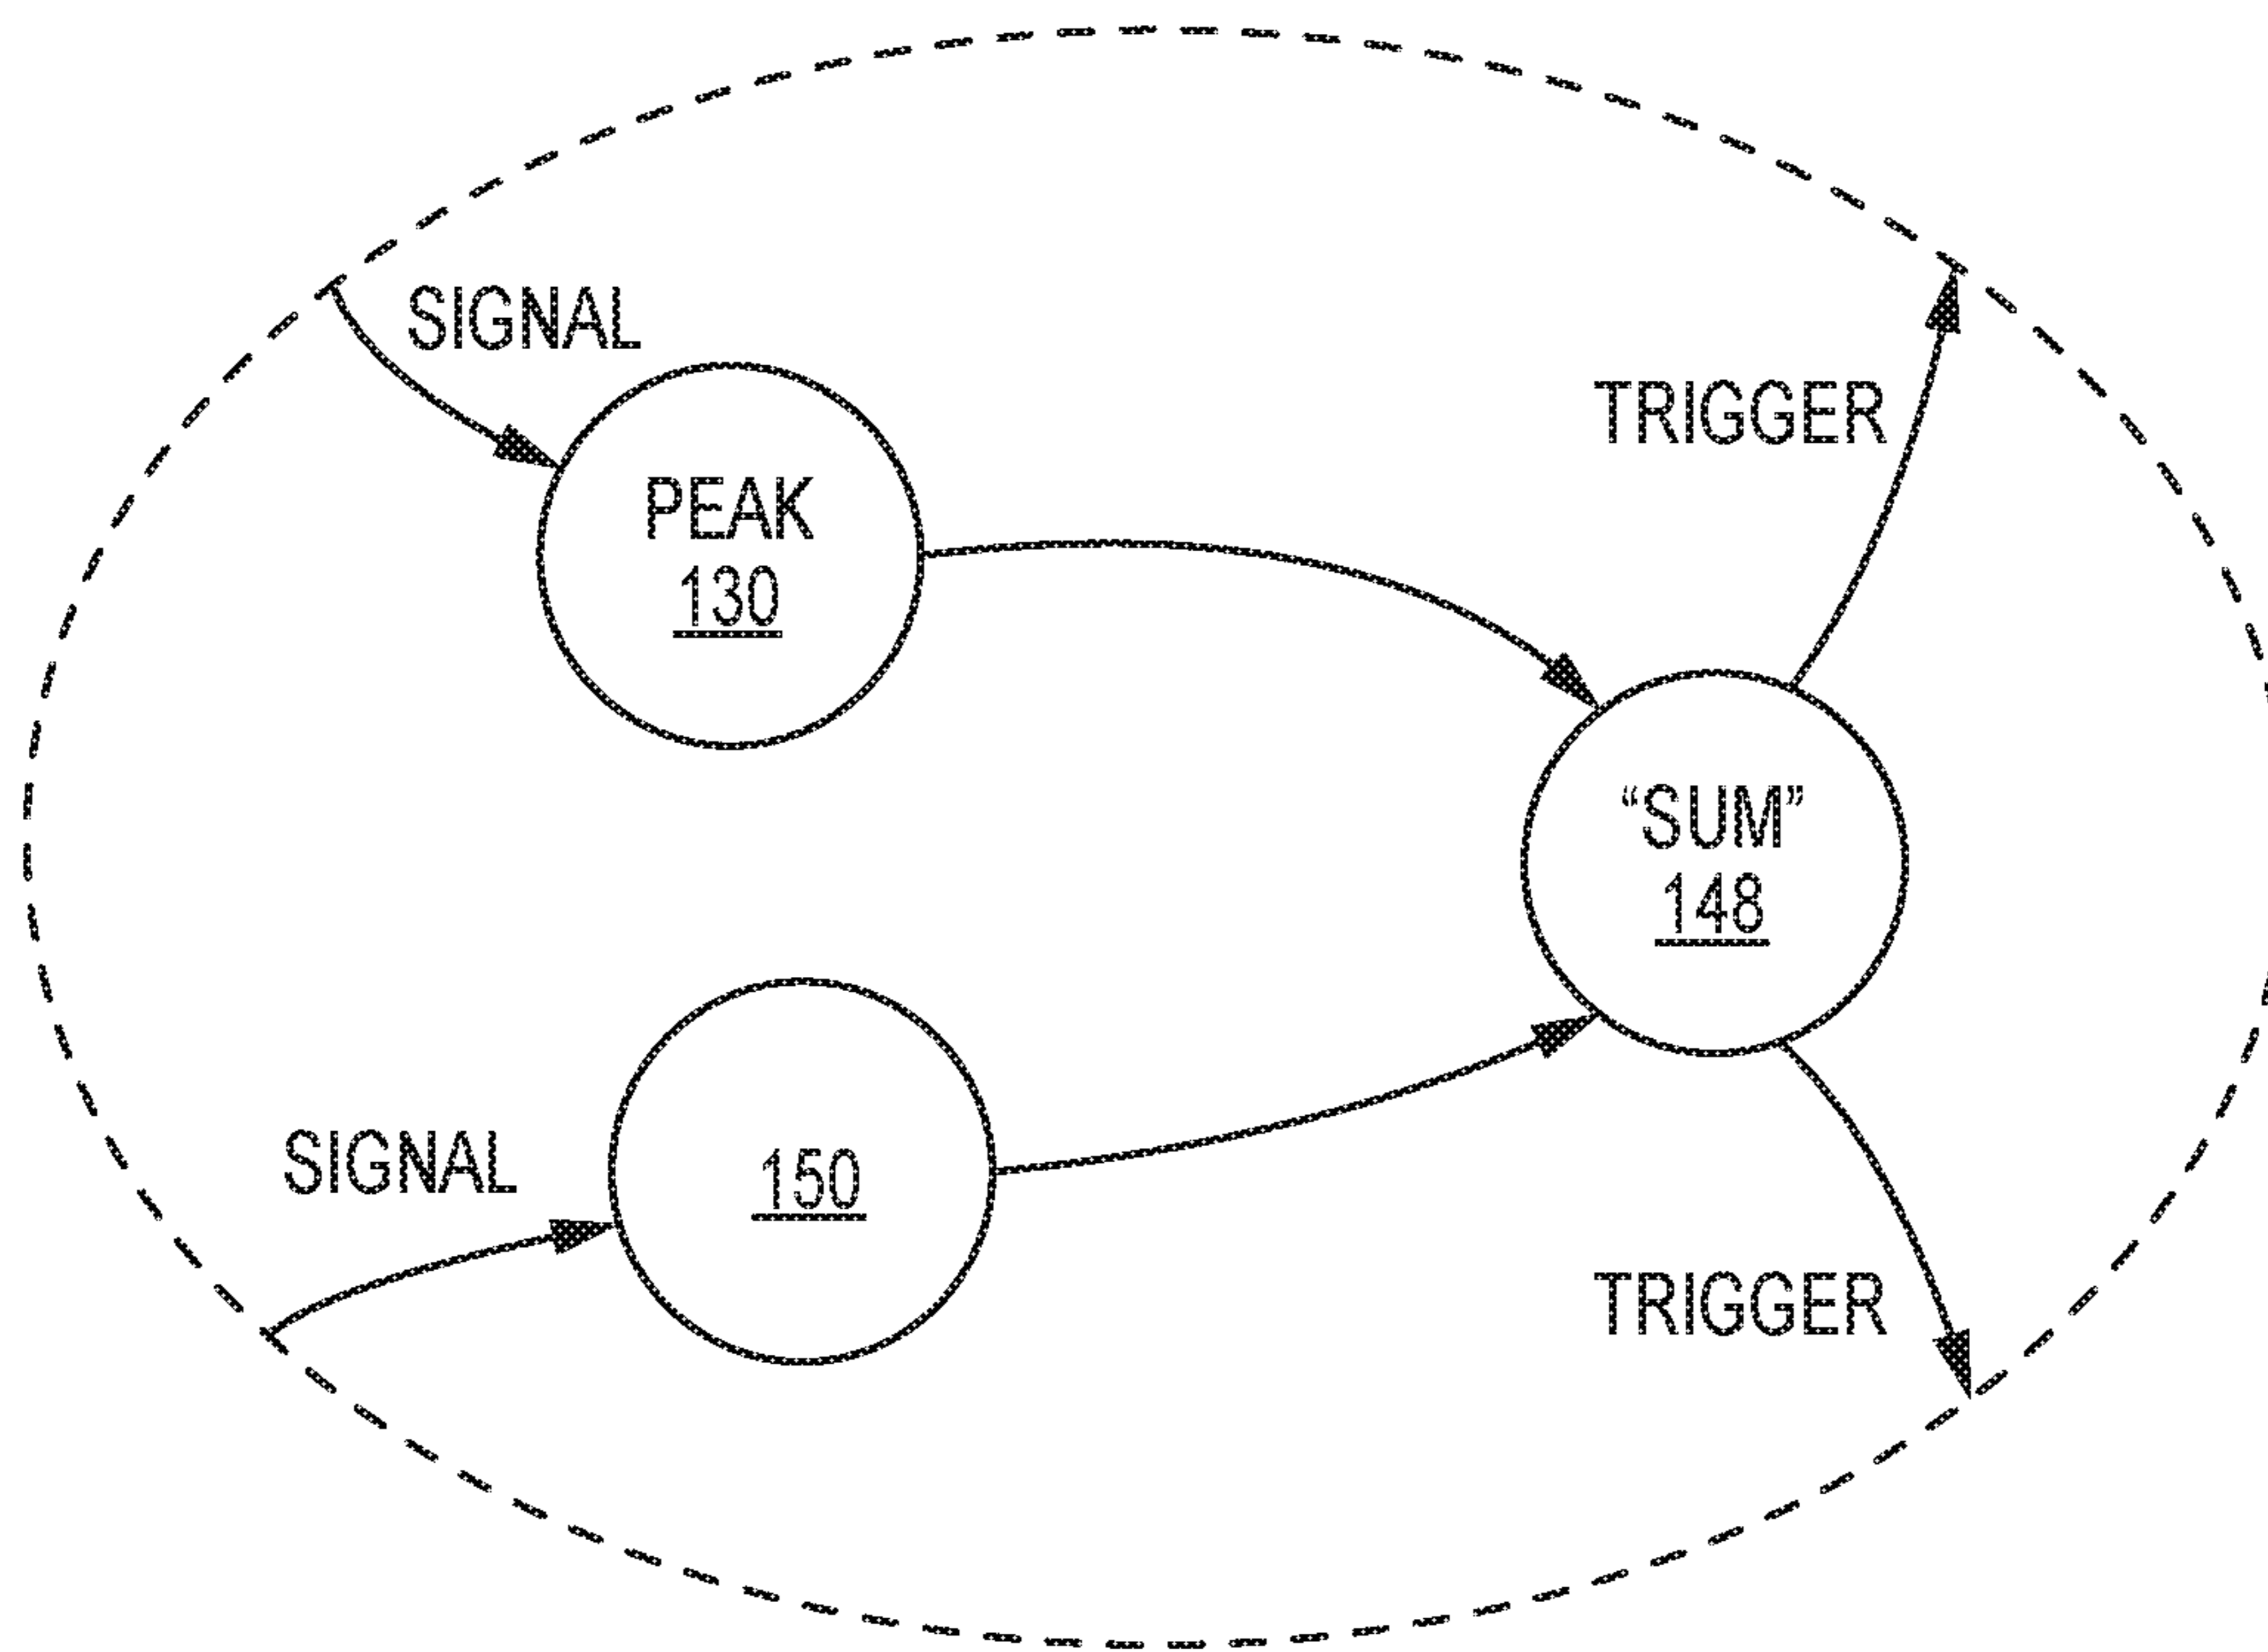 SIGNAL
TRIGGER
PEAK
130
“SUM”
148
SIGNAL
150
TRIGGER